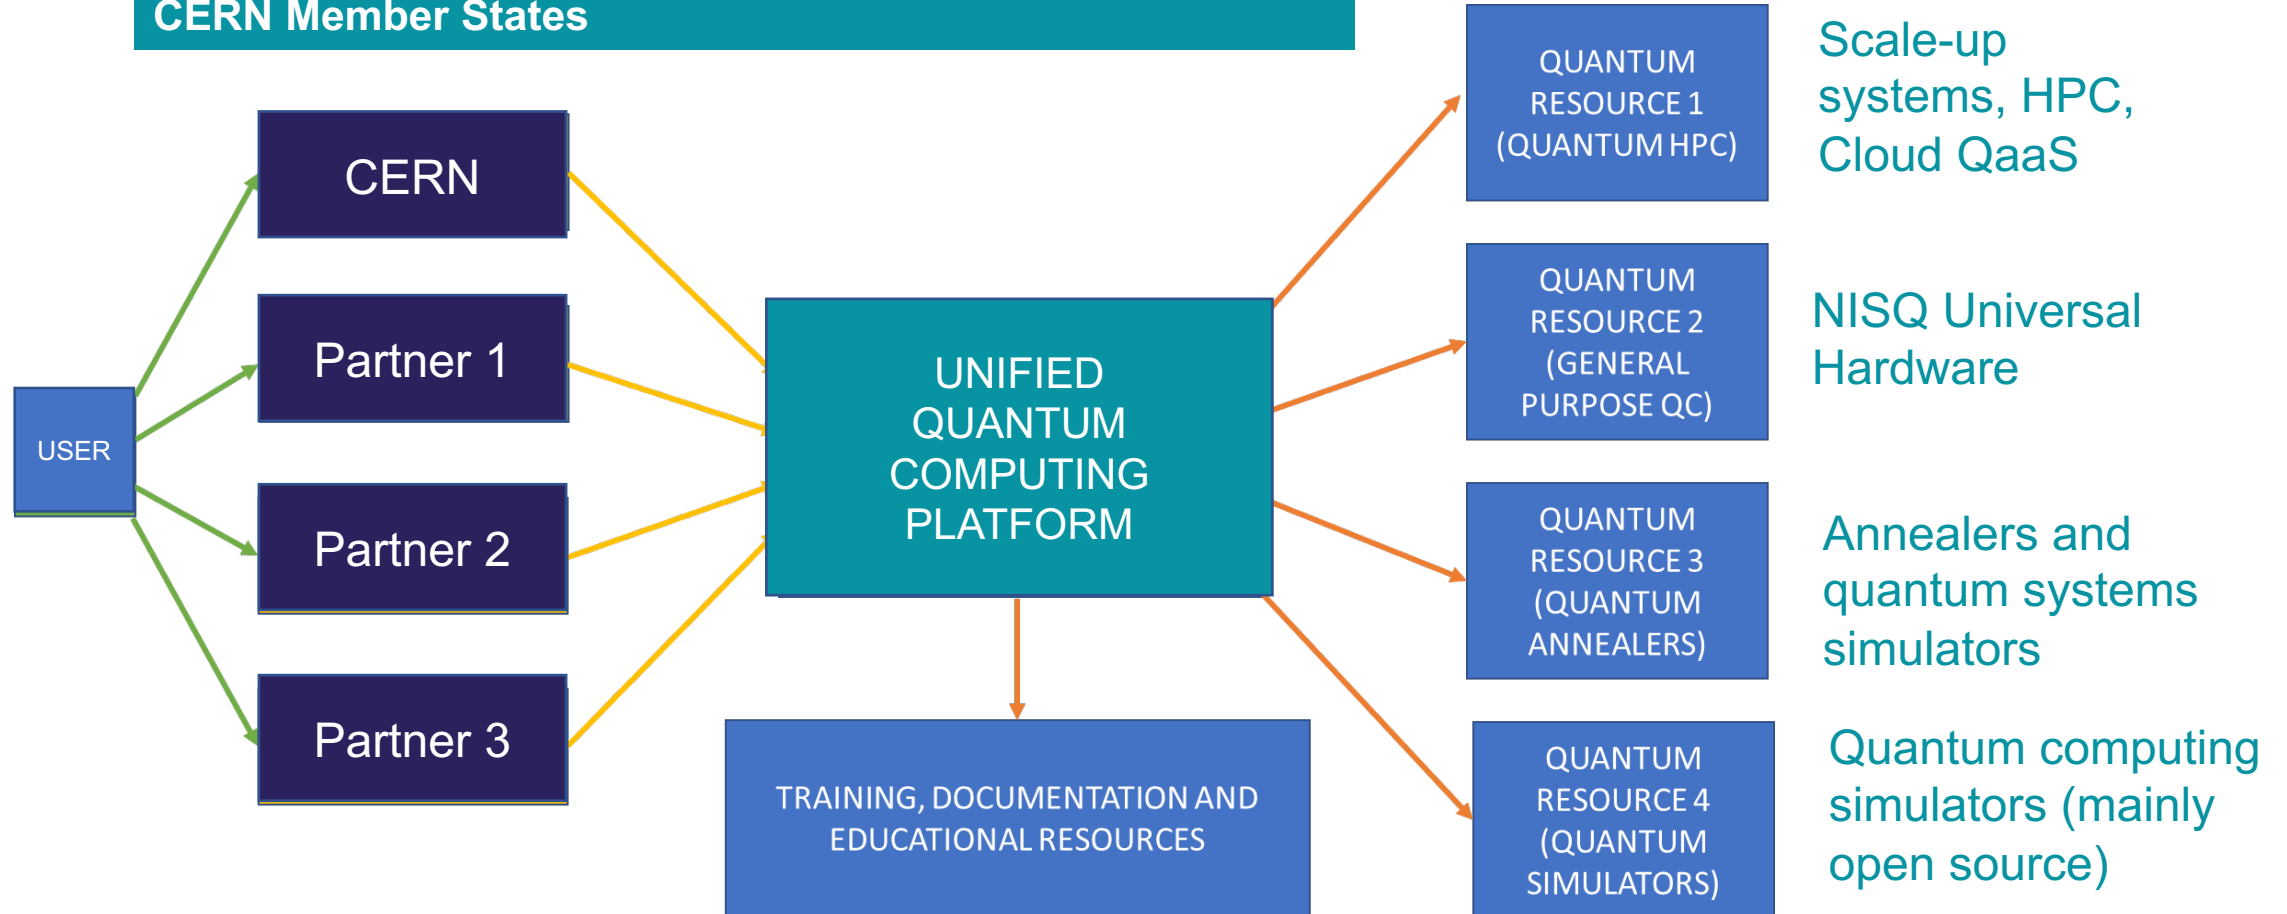 CERN Member States
USER
CERN
Partner 1
Partner 2
Partner 3
UNIFIED
QUANTUM
COMPUTING
PLATFORM
TRAINING, DOCUMENTATION AND
EDUCATIONAL RESOURCES
QUANTUM
RESOURCE 1
(QUANTUM HPC)
Scale-up
systems, HPC,
Cloud QaaS
QUANTUM
RESOURCE 2
(GENERAL
PURPOSE QC)
NISQ Universal
Hardware
QUANTUM
RESOURCE 3
(QUANTUM
ANNEALERS)
Annealers and
quantum systems
simulators
QUANTUM
RESOURCE 4
(QUANTUM
SIMULATORS)
Quantum computing
simulators (mainly
open source)